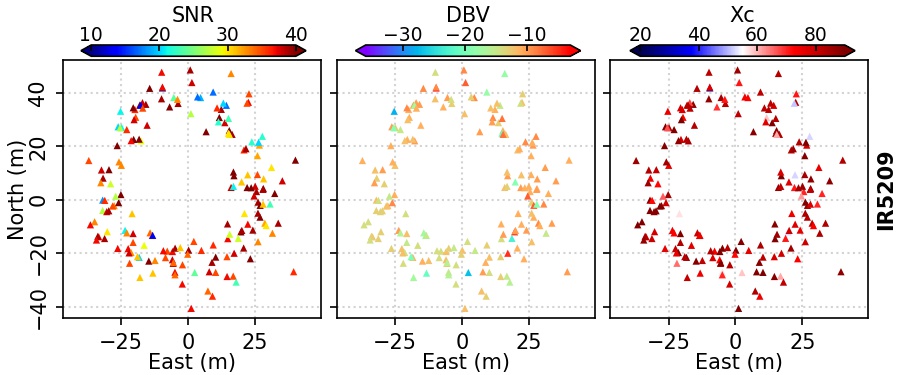 SNR DBV Xc
10 20 30 40 −30 −20 −10 20 40 60 80
North (m)
40
20
0
−20
−40
−25 0 25 −25 0 25 −25 0 25
East (m) East (m) East (m)
IR5209